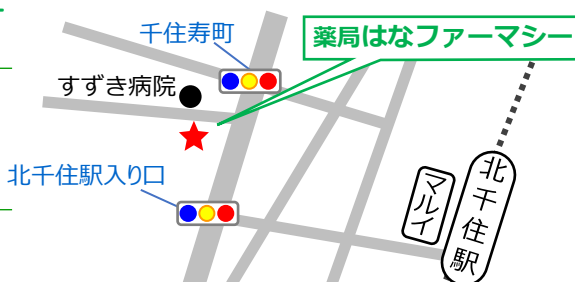 千住寿町
薬局はなファーマシー
すずき病院
北千住駅入り口
マルイ
北千住駅